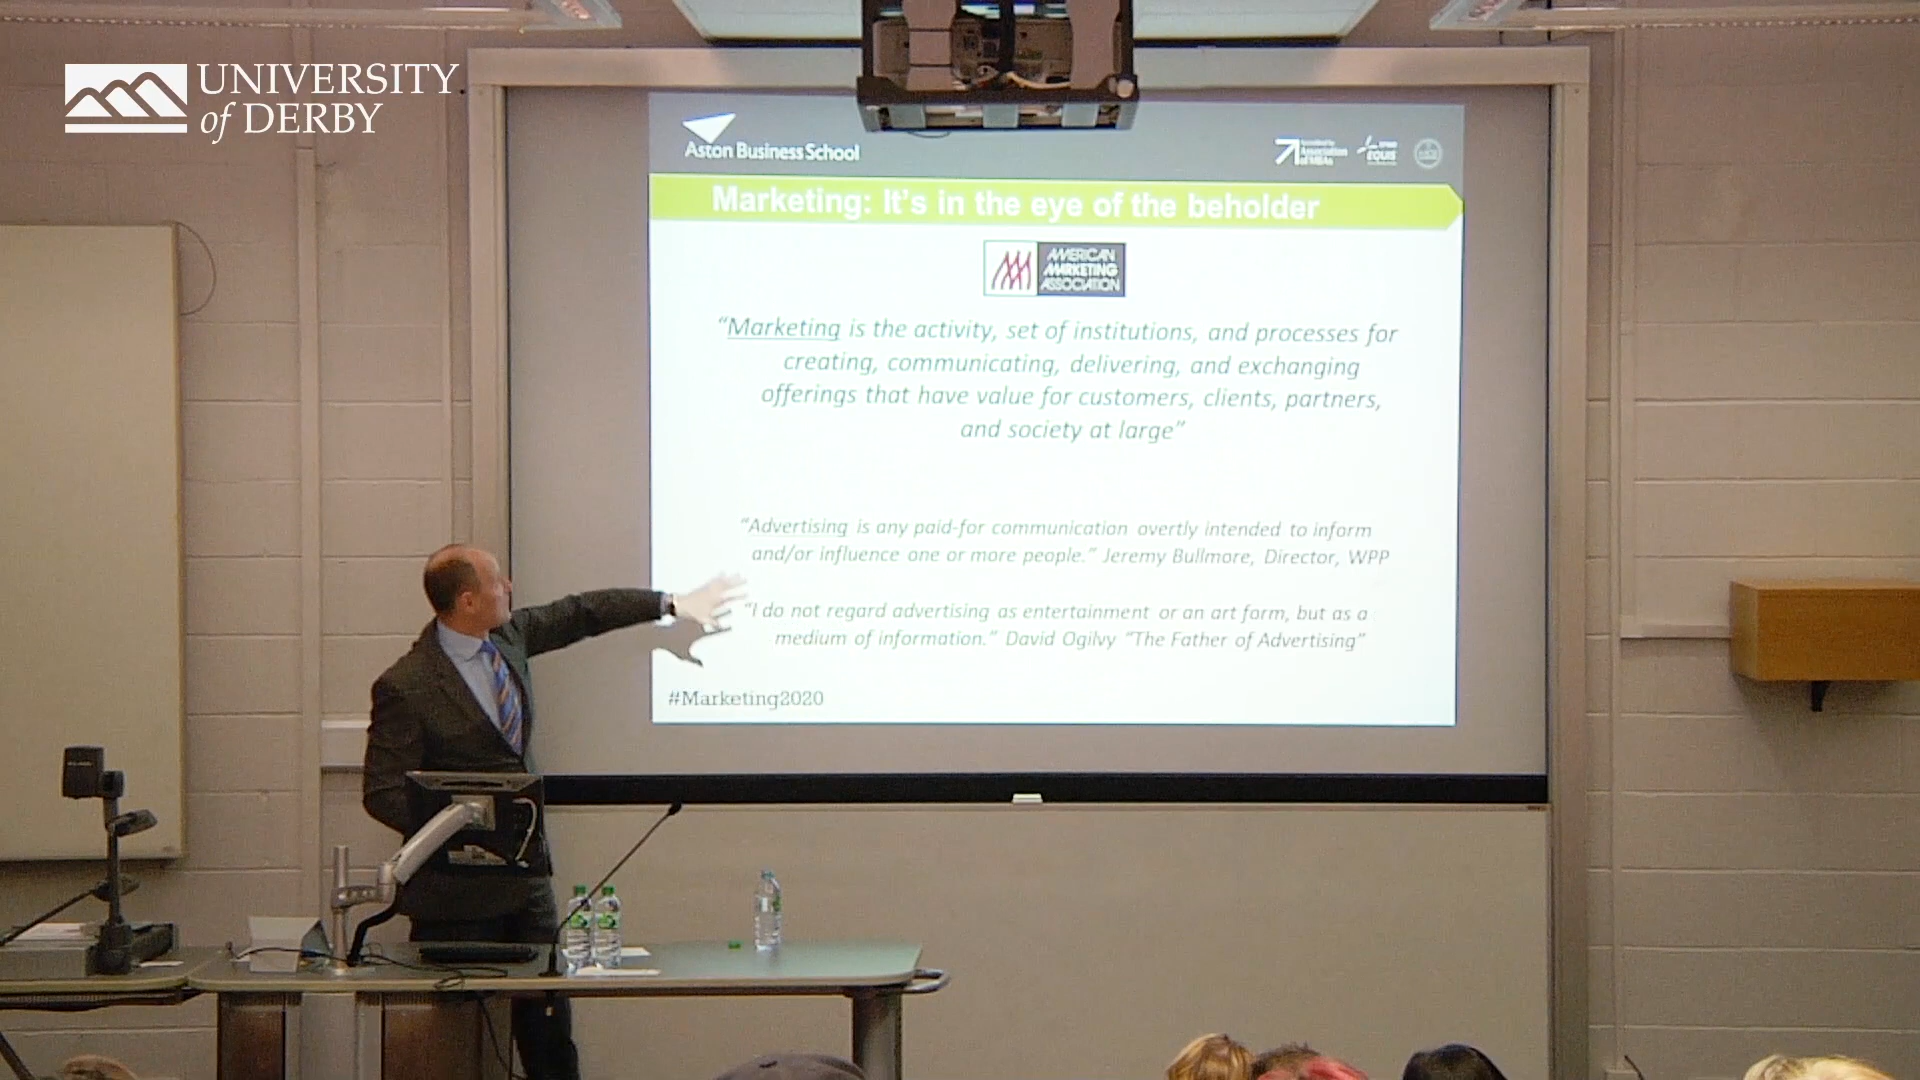 UNIVERSITY
of DERBY
Aston Business School
Association
of MBAs
EQUIS
Marketing: It's in the eye of the beholder
AMERICAN
MARKETING
ASSOCIATION
“Marketing is the activity, set of institutions, and processes for
creating, communicating, delivering, and exchanging
offerings that have value for customers, clients, partners,
and society at large”
“Advertising is any paid-for communication overtly intended to inform
and/or influence one or more people.” Jeremy Bullmore, Director, WPP
“I do not regard advertising as entertainment or an art form, but as a
medium of information.” David Ogilvy “The Father of Advertising”
#Marketing2020